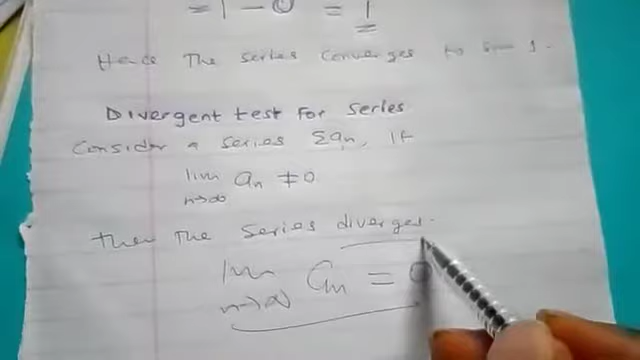 = 1 - 0 = 1
Hence The series converges to sum 1.
Divergent test for series
Consider a series Σan, If
lim an ≠ 0
n→∞
then The series diverges.
lim an = 0
n→∞